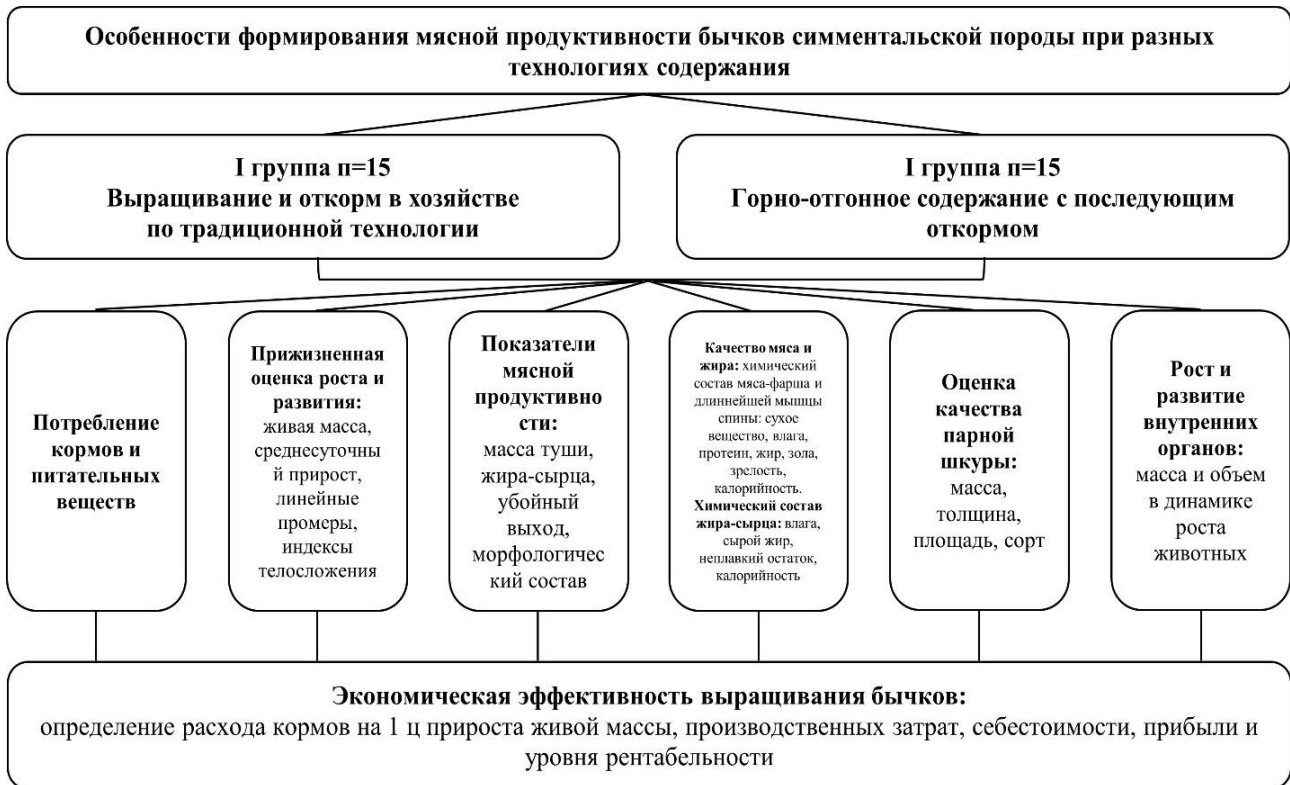 Особенности формирования мясной продуктивности бычков симментальской породы при разных
технологиях содержания
I группа n=15
Выращивание и откорм в хозяйстве
по традиционной технологии
I группа n=15
Горно-отгонное содержание с последующим
откормом
Потребление
кормов и
питательных
веществ
Прижизненная
оценка роста и
развития:
живая масса,
среднесуточны
й прирост,
линейные
промеры,
индексы
телосложения
Показатели
мясной
продуктивно
сти:
масса туши,
жира-сырца,
убойный
выход,
морфологичес
кий состав
Качество мяса и
жира: химический
состав мяса-фарша и
длиннейшей мышцы
спины: сухое
вещество, влага,
протеин, жир, зола,
зрелость,
калорийность.
Химический состав
жира-сырца: влага,
сырой жир,
неплавкий остаток,
калорийность
Оценка
качества
парной
шкуры:
масса,
толщина,
площадь, сорт
Рост и
развитие
внутренних
органов:
масса и объем
в динамике
роста
животных
Экономическая эффективность выращивания бычков:
определение расхода кормов на 1 ц прироста живой массы, производственных затрат, себестоимости, прибыли и
уровня рентабельности